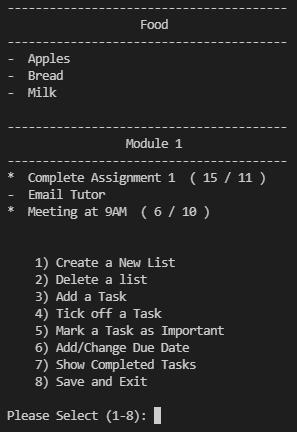 ----------------------------------------
Food
----------------------------------------
-  Apples
-  Bread
-  Milk
----------------------------------------
Module 1
----------------------------------------
*  Complete Assignment 1  ( 15 / 11 )
-  Email Tutor
*  Meeting at 9AM  ( 6 / 10 )
1) Create a New List
2) Delete a list
3) Add a Task
4) Tick off a Task
5) Mark a Task as Important
6) Add/Change Due Date
7) Show Completed Tasks
8) Save and Exit
Please Select (1-8):